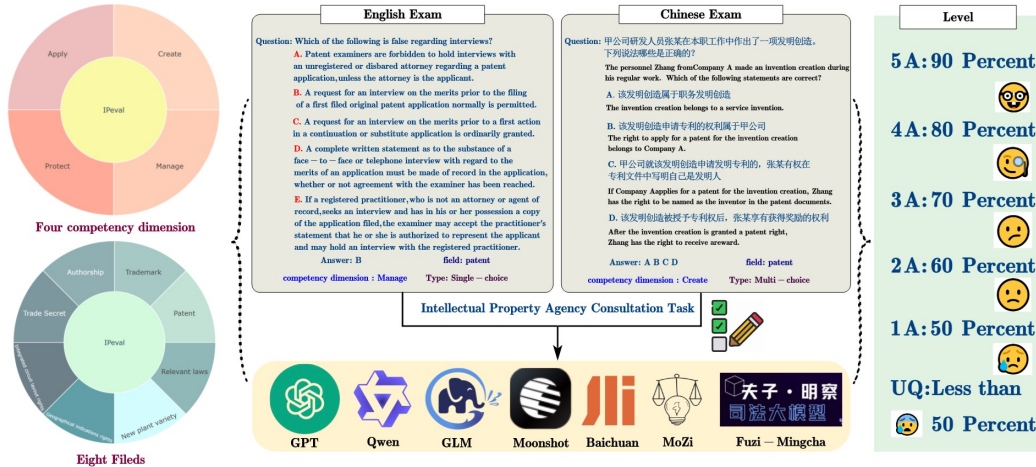 Apply
Create
IPeval
Protect
Manage
Four competency dimension
Authorship
Trademark
Trade Secret
Patent
IPeval
Relevant laws
Integrated circuit layout rights
Geographical indications rights
New plant variety
Eight Fileds
English Exam
Question: Which of the following is false regarding interviews?
A. Patent examiners are forbidden to hold interviews with
an unregistered or disbared attorney regarding a patent
application,unless the attorney is the applicant.
B. A request for an interview on the merits prior to the filing
of a first filed original patent application normally is permitted.
C. A request for an interview on the merits prior to a first action
in a continuation or substitute application is ordinarily granted.
D. A complete written statement as to the substance of a
face − to − face or telephone interview with regard to the
merits of an application must be made of record in the application,
whether or not agreement with the examiner has been reached.
E. If a registered practitioner,who is not an attorney or agent of
record,seeks an interview and has in his or her possession a copy
of the application filed,the examiner may accept the practitioner's
statement that he or she is authorized to represent the applicant
and may hold an interview with the registered practitioner.
Answer: B
field: patent
competency dimension : Manage
Type: Single − choice
Chinese Exam
Question: 甲公司研发人员张某在本职工作中作出了一项发明创造。
下列说法哪些是正确的?
The personnel Zhang fromCompany A made an invention creation during
his regular work. Which of the following statements are correct?
A. 该发明创造属于职务发明创造
The invention creation belongs to a service invention.
B. 该发明创造申请专利的权利属于甲公司
The right to apply for a patent for the invention creation
belongs to Company A.
C. 甲公司就该发明创造申请发明专利的，张某有权在
专利文件中写明自己是发明人
If Company Aapplies for a patent for the invention creation, Zhang
has the right to be named as the inventor in the patent documents.
D. 该发明创造被授予专利权后，张某享有获得奖励的权利
After the invention creation is granted a patent right,
Zhang has the right to receive areward.
Answer: A B C D
field: patent
competency dimension : Create
Type: Multi − choice
Intellectual Property Agency Consultation Task
GPT
Qwen
GLM
Moonshot
Baichuan
MoZi
夫子·明察
司法大模型
Fuzi − Mingcha
Level
5 A: 90 Percent
4 A: 80 Percent
3 A: 70 Percent
2 A: 60 Percent
1 A: 50 Percent
UQ:Less than
50 Percent